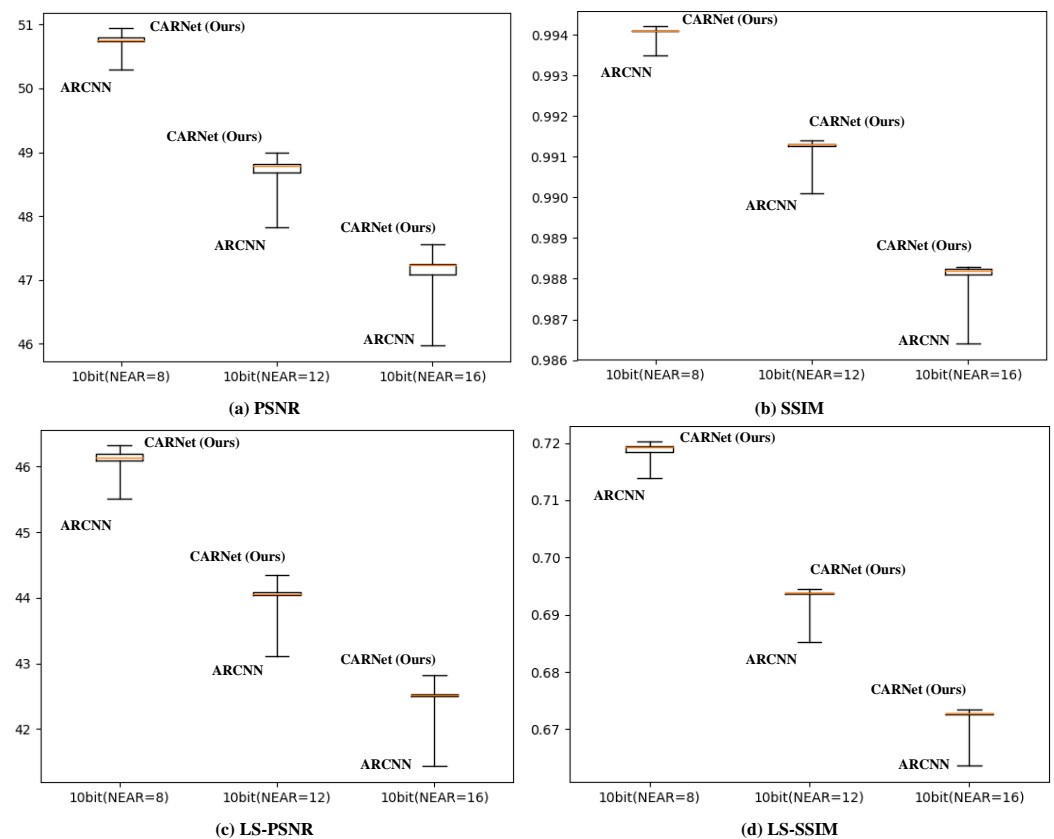 51
50
49
48
47
46
CARNet (Ours)
ARCNN
CARNet (Ours)
ARCNN
CARNet (Ours)
ARCNN
10bit(NEAR=8) 10bit(NEAR=12) 10bit(NEAR=16)
(a) PSNR
0.994
0.993
0.992
0.991
0.990
0.989
0.988
0.987
0.986
CARNet (Ours)
ARCNN
CARNet (Ours)
ARCNN
CARNet (Ours)
ARCNN
10bit(NEAR=8) 10bit(NEAR=12) 10bit(NEAR=16)
(b) SSIM
46
45
44
43
42
CARNet (Ours)
ARCNN
CARNet (Ours)
ARCNN
CARNet (Ours)
ARCNN
10bit(NEAR=8) 10bit(NEAR=12) 10bit(NEAR=16)
(c) LS-PSNR
0.72
0.71
0.70
0.69
0.68
0.67
CARNet (Ours)
ARCNN
CARNet (Ours)
ARCNN
CARNet (Ours)
ARCNN
10bit(NEAR=8) 10bit(NEAR=12) 10bit(NEAR=16)
(d) LS-SSIM